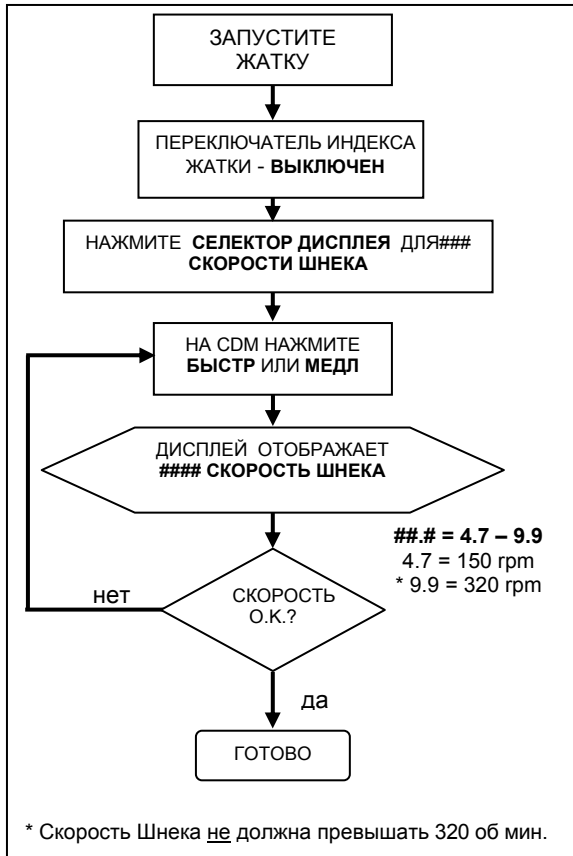 ЗАПУСТИТЕ
ЖАТКУ
ПЕРЕКЛЮЧАТЕЛЬ ИНДЕКСА
ЖАТКИ - ВЫКЛЮЧЕН
НАЖМИТЕ СЕЛЕКТОР ДИСПЛЕЯ ДЛЯ###
СКОРОСТИ ШНЕКА
НА CDM НАЖМИТЕ
БЫСТР ИЛИ МЕДЛ
ДИСПЛЕЙ ОТОБРАЖАЕТ
#### СКОРОСТЬ ШНЕКА
##.# = 4.7 – 9.9
4.7 = 150 rpm
* 9.9 = 320 rpm
нет
СКОРОСТЬ
O.K.?
да
ГОТОВО
* Скорость Шнека не должна превышать 320 об мин.